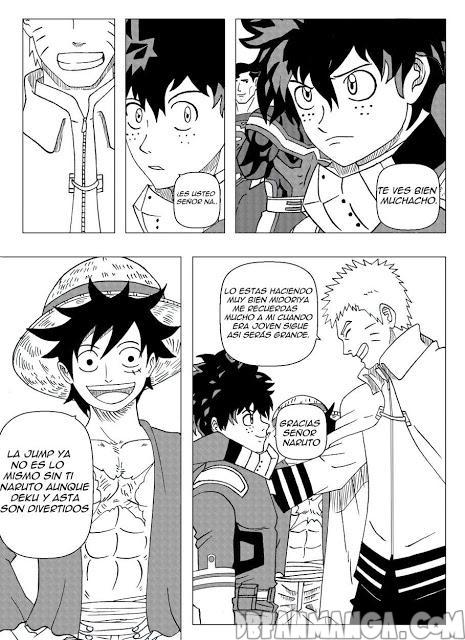 TE VES BIEN
MUCHACHO.
¡ES USTED
SEÑOR NA..
LO ESTAS HACIENDO
MUY BIEN MIDORIYA
ME RECUERDAS
MUCHO A MI CUANDO
ERA JOVEN SIGUE
ASI SERÁS GRANDE.
GRACIAS
SEÑOR
NARUTO
LA JUMP YA
NO ES LO
MISMO SIN TI
NARUTO AUNQUE
DEKU Y ASTA
SON DIVERTIDOS
DBFANMANGA.COM